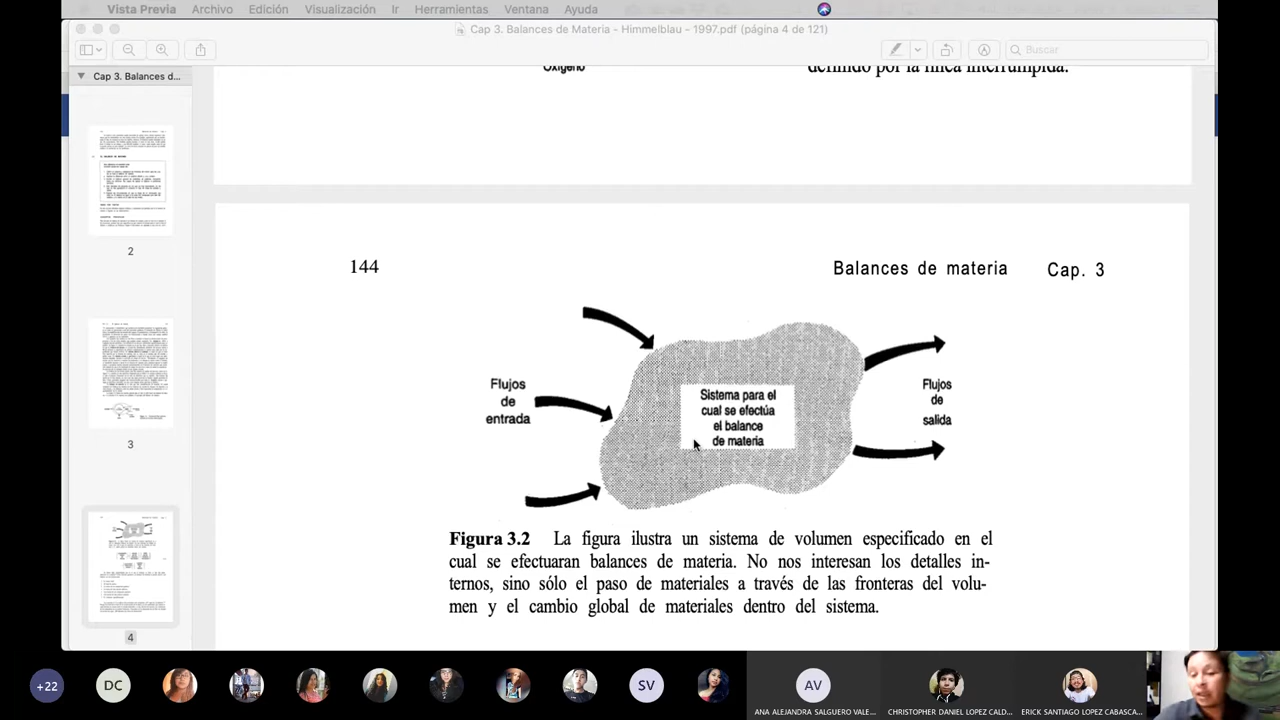 Vista Previa Archivo Edición Visualización Ir Herramientas Ventana Ayuda
Cap 3. Balances de Materia - Himmelblau - 1997.pdf (página 4 de 121)
Buscar
Cap 3. Balances d...
Oxígeno
definido por la línea interrumpida.
2
3
4
144
Balances de materia Cap. 3
Flujos
de
entrada
Sistema para el
cual se efectúa
el balance
de materia
Flujos
de
salida
Figura 3.2 La figura ilustra un sistema de volumen especificado en el
cual se efectuaran balances de materia. No nos interesan los detalles in-
ternos, sino sólo el paso de materiales a través de las fronteras del volu-
men y el cambio global de materiales dentro del sistema.
+22
DC
SV
AV
ANA ALEJANDRA SALGUERO VALE...
CHRISTOPHER DANIEL LOPEZ CALD...
ERICK SANTIAGO LOPEZ CABASCA...